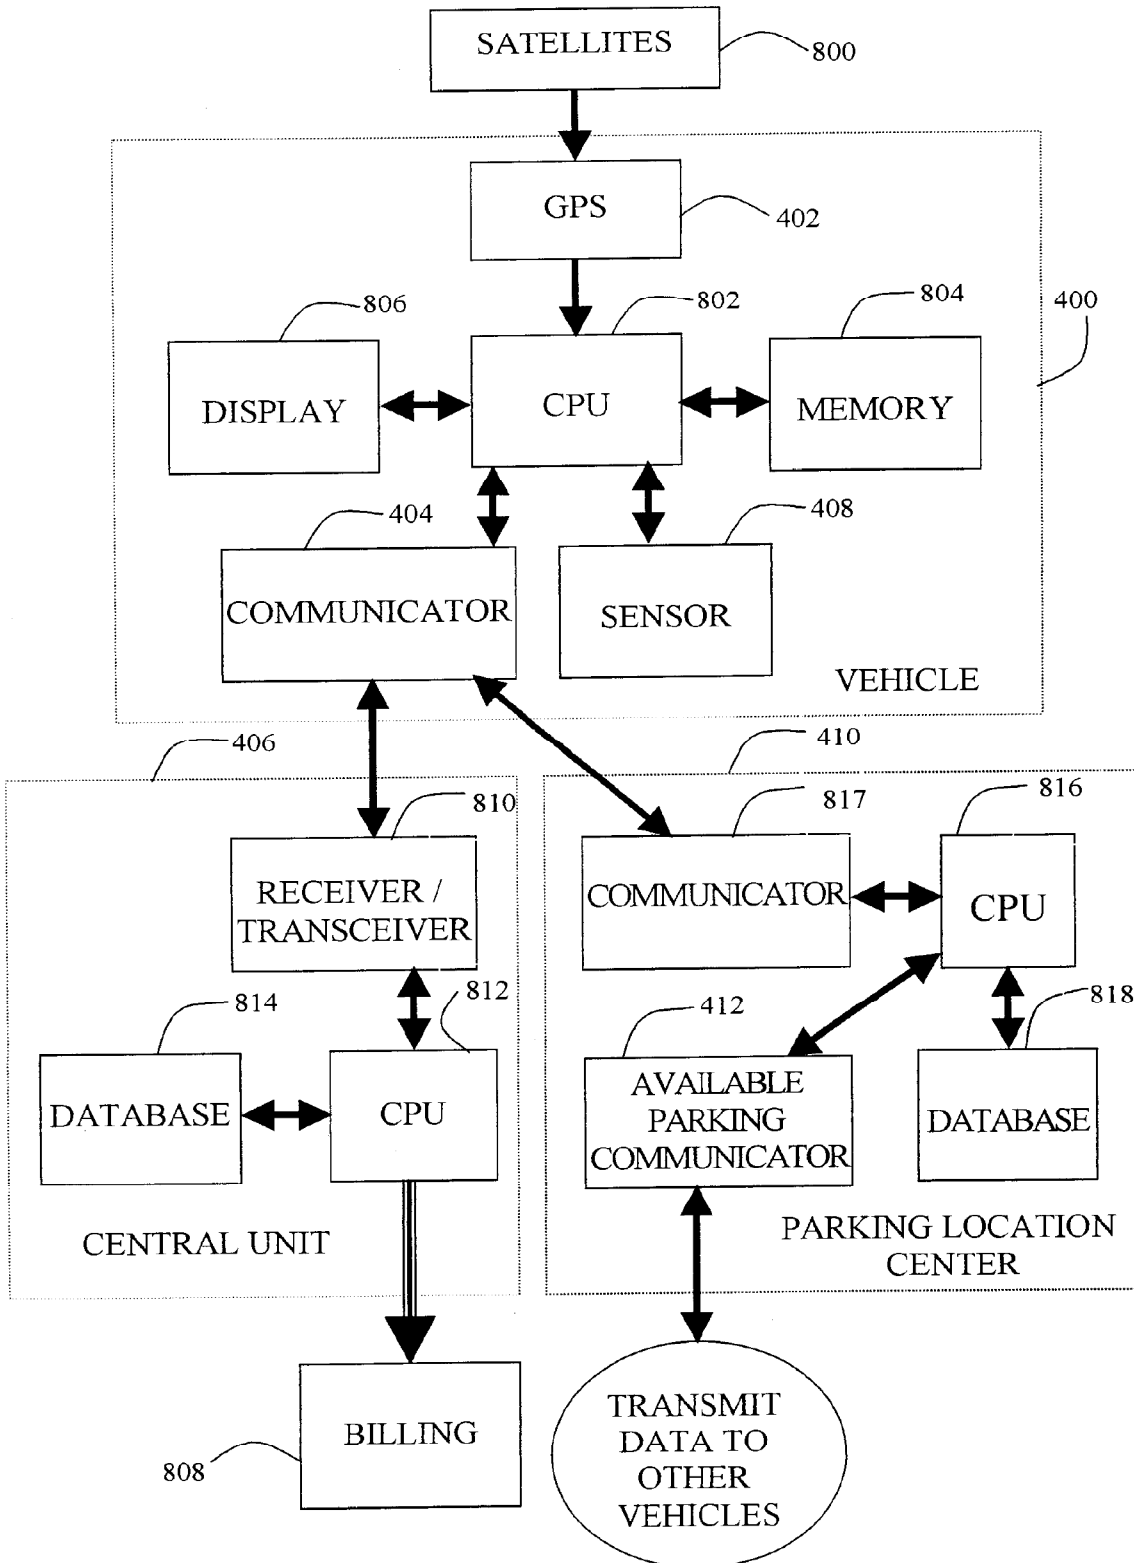 SATELLITES
800
GPS
402
806
802
804
400
DISPLAY
CPU
MEMORY
404
408
COMMUNICATOR
SENSOR
VEHICLE
406
410
810
817
816
RECEIVER /
TRANSCEIVER
COMMUNICATOR
CPU
814
812
412
818
DATABASE
CPU
AVAILABLE
PARKING
COMMUNICATOR
DATABASE
CENTRAL UNIT
PARKING LOCATION
CENTER
BILLING
808
TRANSMIT
DATA TO
OTHER
VEHICLES